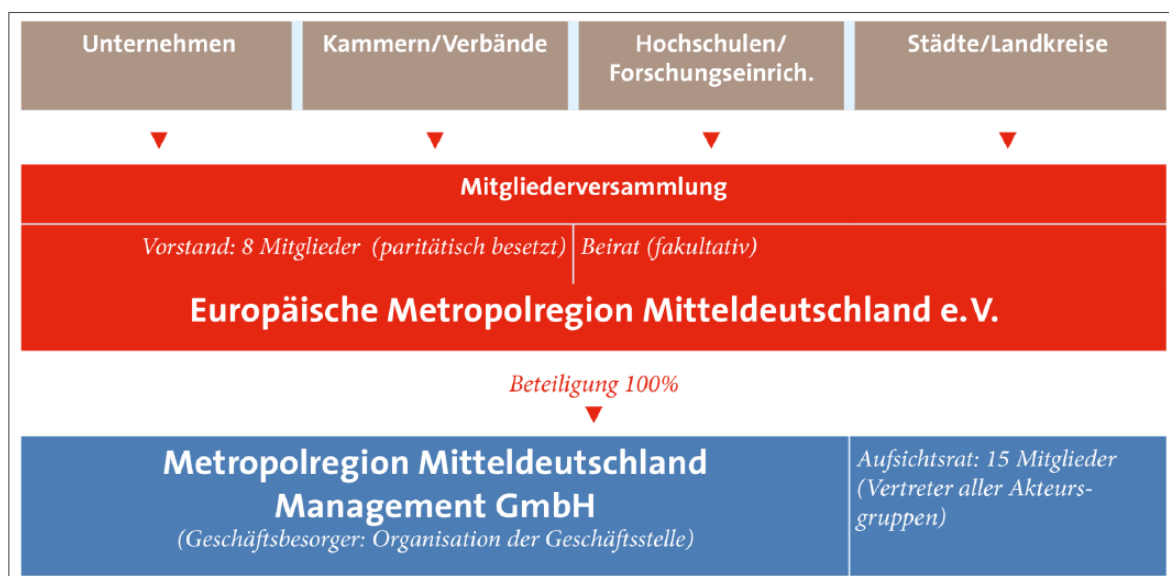 Unternehmen
Kammern/Verbände
Hochschulen/
Forschungseinrich.
Städte/Landkreise
Mitgliederversammlung
Vorstand: 8 Mitglieder (paritätisch besetzt)
Beirat (fakultativ)
Europäische Metropolregion Mitteldeutschland e.V.
Beteiligung 100%
Metropolregion Mitteldeutschland
Management GmbH
(Geschäftsbesorger: Organisation der Geschäftsstelle)
Aufsichtsrat: 15 Mitglieder
(Vertreter aller Akteurs-
gruppen)